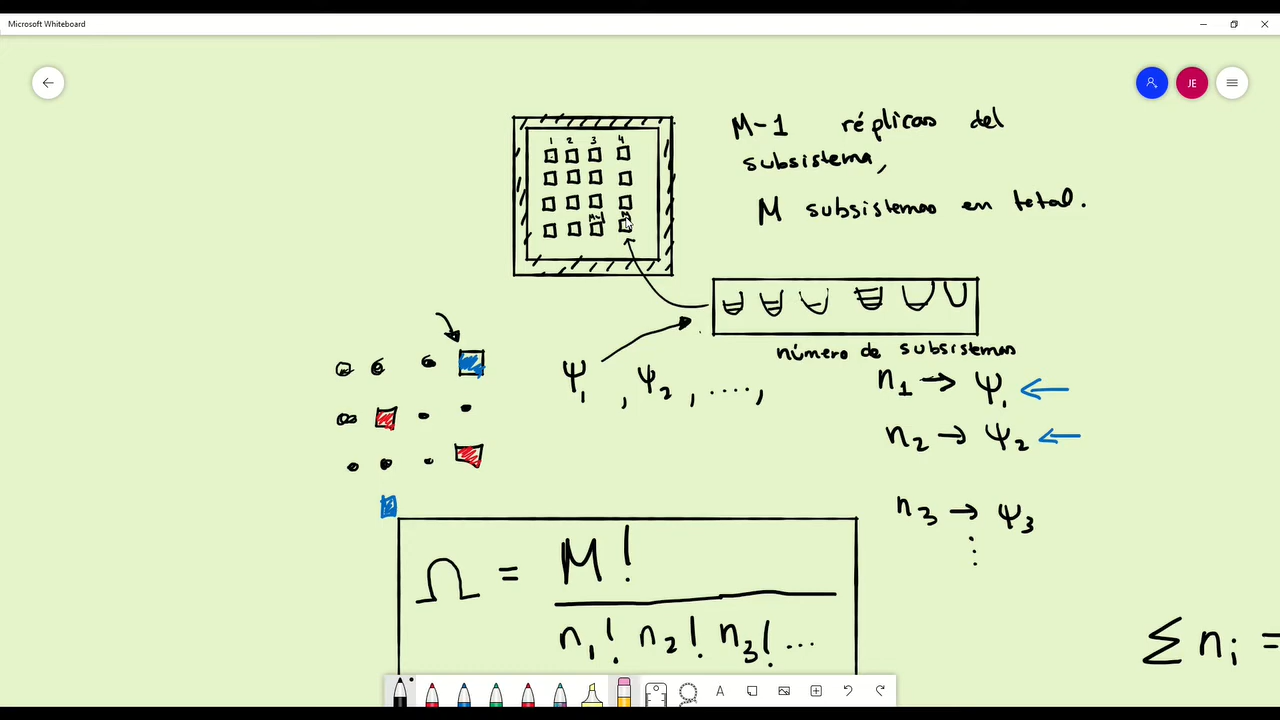 Microsoft Whiteboard
JE
1 2 3 4
M-1 M
M-1 réplicas del
subsistema,
M subsistemas en total.
número de subsistemas
Ψ₁, Ψ₂, ....,
n₁ → Ψ₁ ←
n₂ → Ψ₂ ←
n₃ → Ψ₃
⋮
Ω = M! / n₁! n₂! n₃! ...
Σ nᵢ =
A